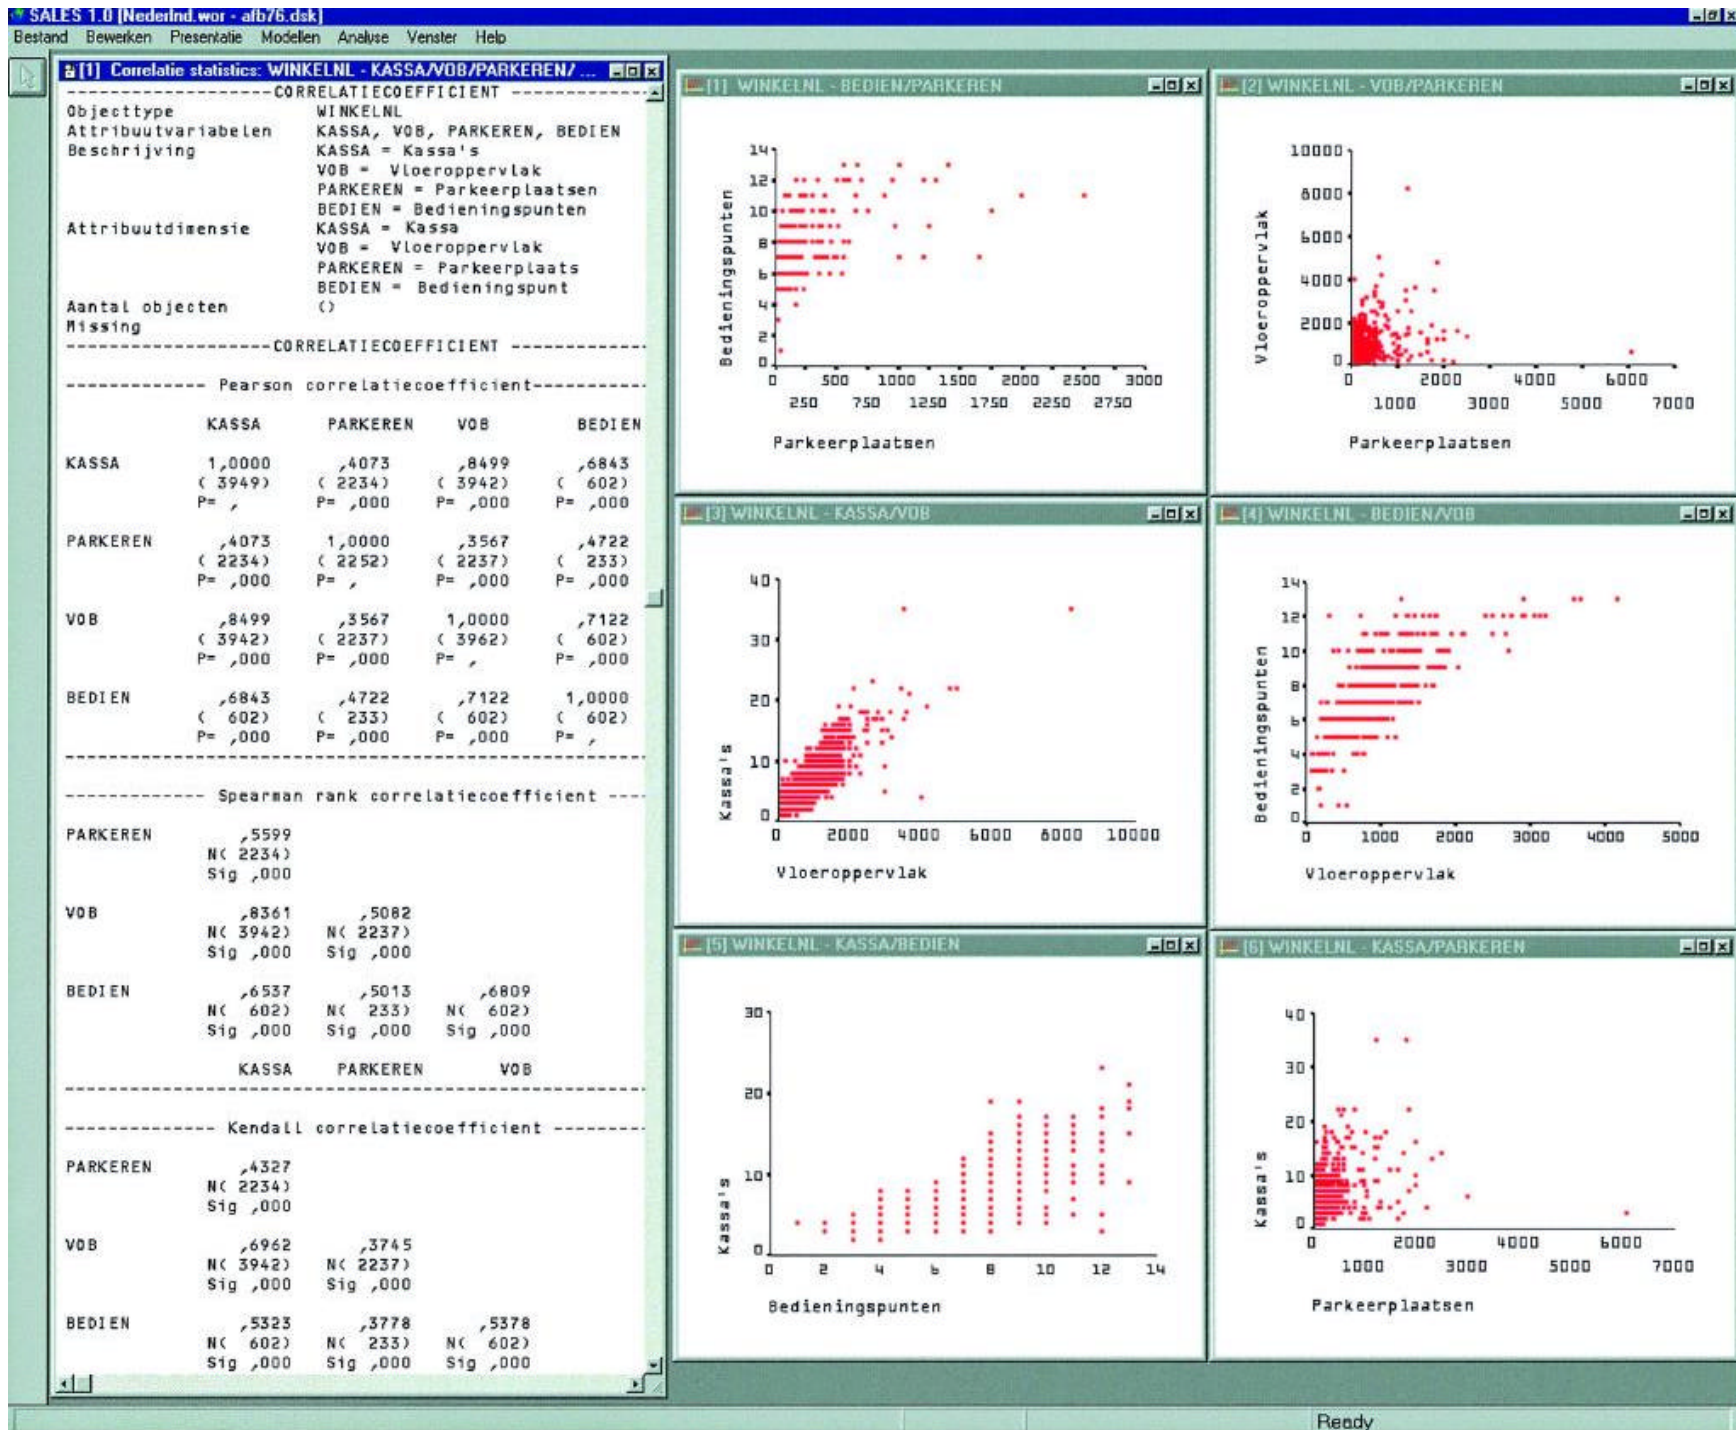 SALES 1.0 [Nederlnd.wor - afb76.dsk]
Bestand Bewerken Presentatie Modellen Analyse Venster Help
[1] Correlatie statistics: WINKELNL - KASSA/VOB/PARKEREN/ ...
-------------------CORRELATIECOEFFICIENT -------------
Objecttype WINKELNL
Attribuutvariabelen KASSA, VOB, PARKEREN, BEDIEN
Beschrijving KASSA = Kassa's
VOB = Vloeroppervlak
PARKEREN = Parkeerplaatsen
BEDIEN = Bedieningspunten
Attribuutdimensie KASSA = Kassa
VOB = Vloeroppervlak
PARKEREN = Parkeerplaats
BEDIEN = Bedieningspunt
Aantal objecten ()
Missing
-------------------CORRELATIECOEFFICIENT -------------
------------- Pearson correlatiecoefficient-----------
KASSA PARKEREN VOB BEDIEN
KASSA 1,0000 ,4073 ,8499 ,6843
( 3949) ( 2234) ( 3942) ( 602)
P= , P= ,000 P= ,000 P= ,000
PARKEREN ,4073 1,0000 ,3567 ,4722
( 2234) ( 2252) ( 2237) ( 233)
P= ,000 P= , P= ,000 P= ,000
VOB ,8499 ,3567 1,0000 ,7122
( 3942) ( 2237) ( 3962) ( 602)
P= ,000 P= ,000 P= , P= ,000
BEDIEN ,6843 ,4722 ,7122 1,0000
( 602) ( 233) ( 602) ( 602)
P= ,000 P= ,000 P= ,000 P= ,
------------- Spearman rank correlatiecoefficient ----
PARKEREN ,5599
N( 2234)
Sig ,000
VOB ,8361 ,5082
N( 3942) N( 2237)
Sig ,000 Sig ,000
BEDIEN ,6537 ,5013 ,6809
N( 602) N( 233) N( 602)
Sig ,000 Sig ,000 Sig ,000
KASSA PARKEREN VOB
-------------- Kendall correlatiecoefficient ---------
PARKEREN ,4327
N( 2234)
Sig ,000
VOB ,6962 ,3745
N( 3942) N( 2237)
Sig ,000 Sig ,000
BEDIEN ,5323 ,3778 ,5378
N( 602) N( 233) N( 602)
Sig ,000 Sig ,000 Sig ,000
[1] WINKELNL - BEDIEN/PARKEREN
Bedieningspunten
14
12
10
8
6
4
2
0
0 500 1000 1500 2000 2500 3000
250 750 1250 1750 2250 2750
Parkeerplaatsen
[2] WINKELNL - VOB/PARKEREN
Vloeroppervlak
10000
8000
6000
4000
2000
0
0 2000 4000 6000
1000 3000 5000 7000
Parkeerplaatsen
[3] WINKELNL - KASSA/VOB
Kassa's
40
30
20
10
0
0 2000 4000 6000 8000 10000
Vloeroppervlak
[4] WINKELNL - BEDIEN/VOB
Bedieningspunten
14
12
10
8
6
4
2
0
0 1000 2000 3000 4000 5000
Vloeroppervlak
[5] WINKELNL - KASSA/BEDIEN
Kassa's
30
20
10
0
0 2 4 6 8 10 12 14
Bedieningspunten
[6] WINKELNL - KASSA/PARKEREN
Kassa's
40
30
20
10
0
0 2000 4000 6000
1000 3000 5000 7000
Parkeerplaatsen
Ready